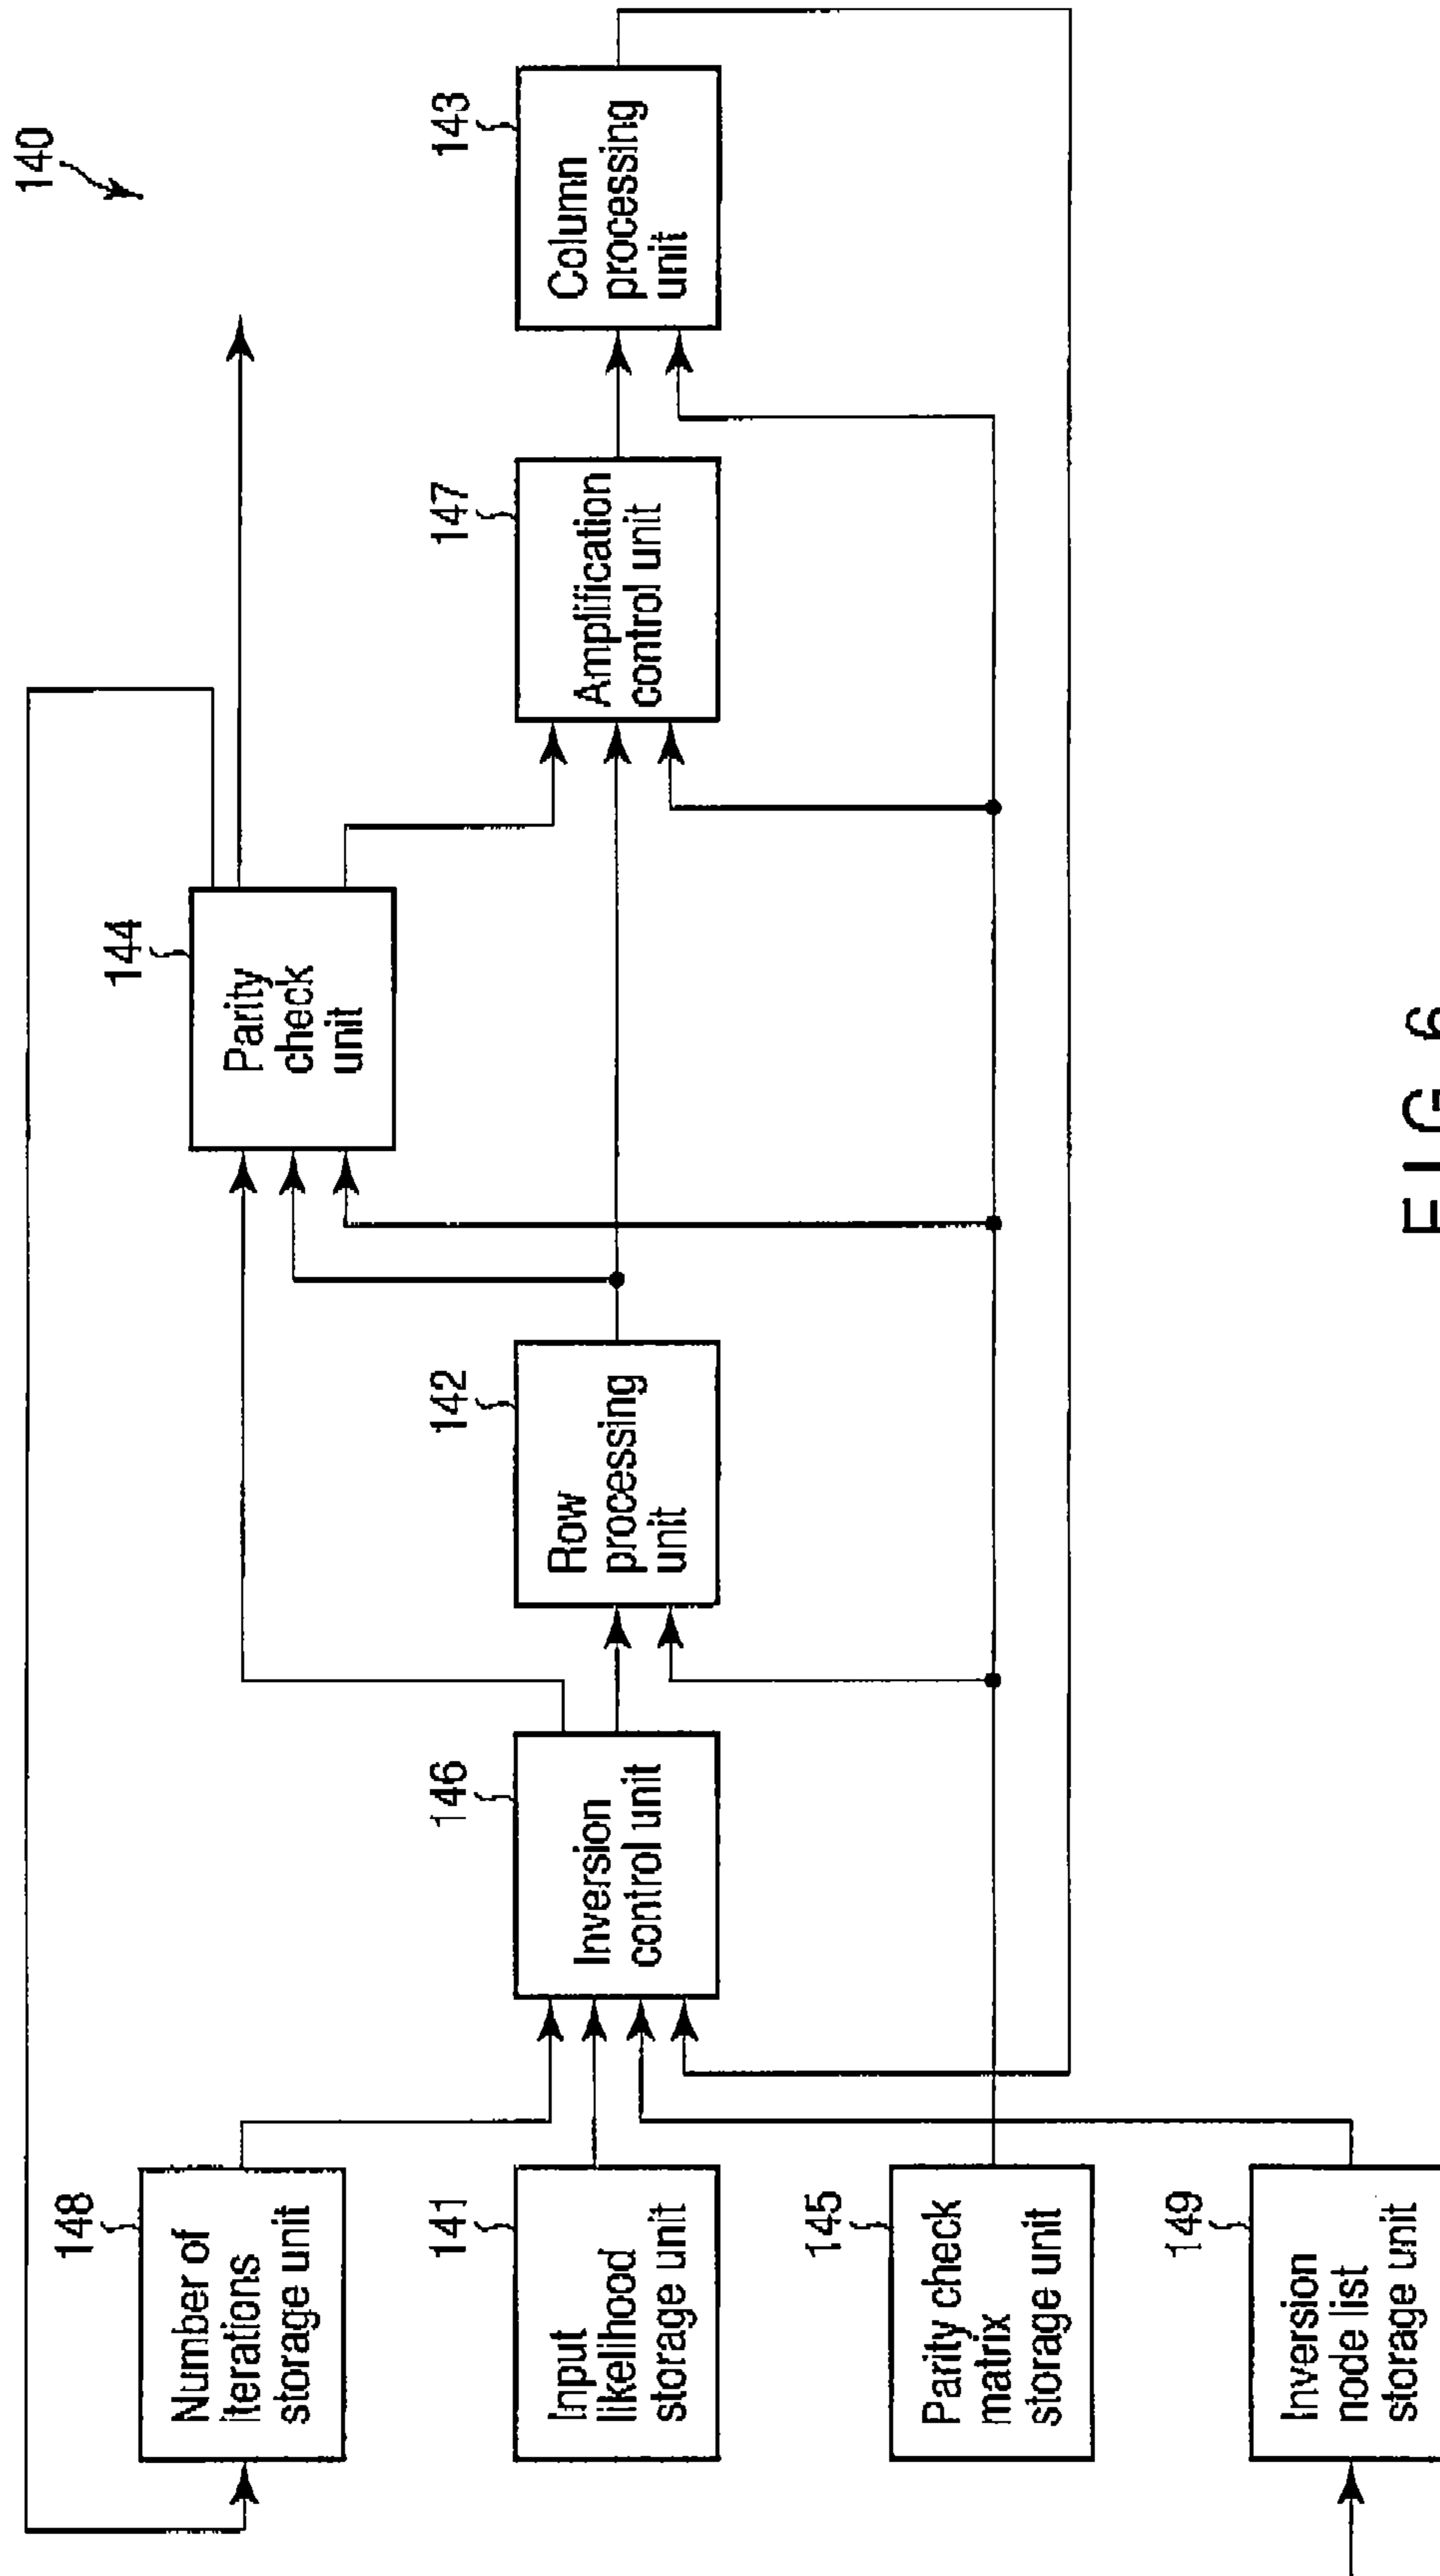 140
148
Number of
iterations
storage unit
144
Parity
check
unit
141
Input
likelihood
storage unit
146
Inversion
control unit
142
Row
processing
unit
147
Amplification
control unit
143
Column
processing
unit
145
Parity check
matrix
storage unit
149
Inversion
node list
storage unit
FIG. 6